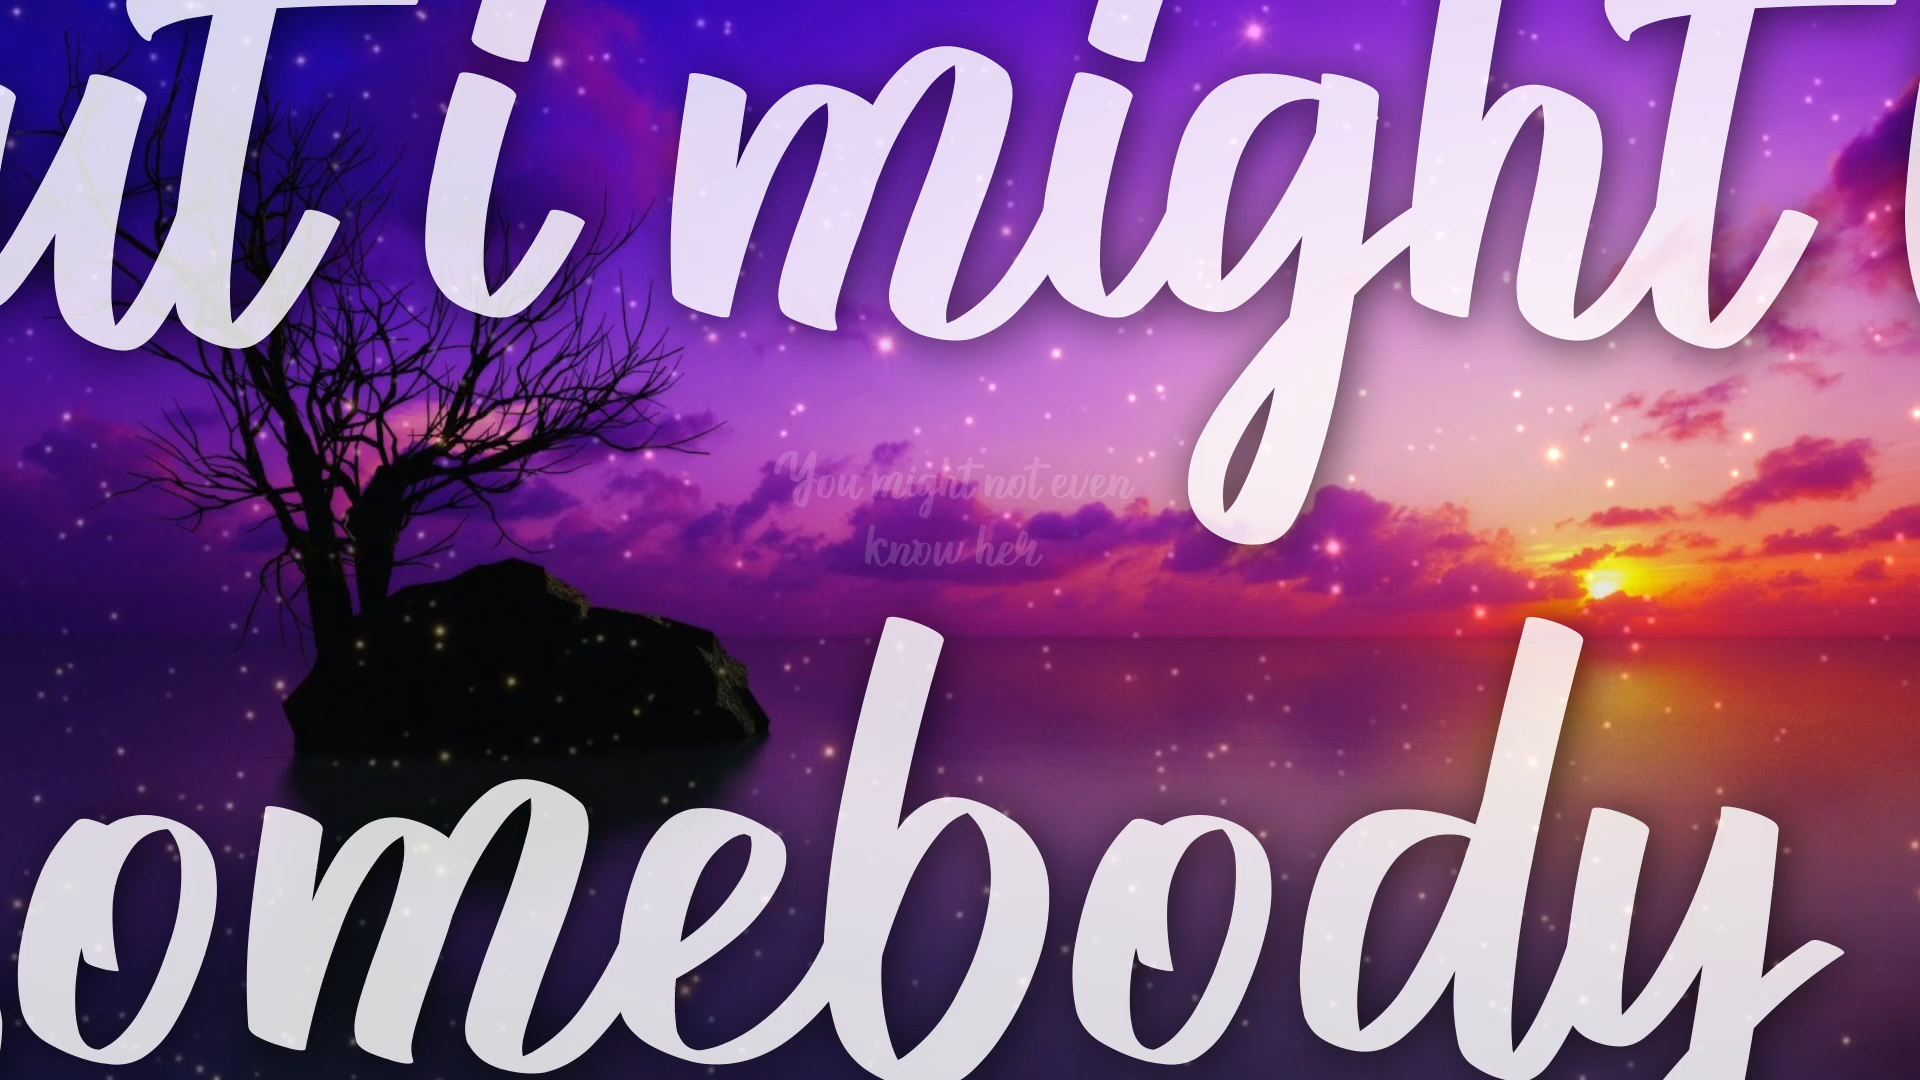 ut i might
You might not even
know her
omebody